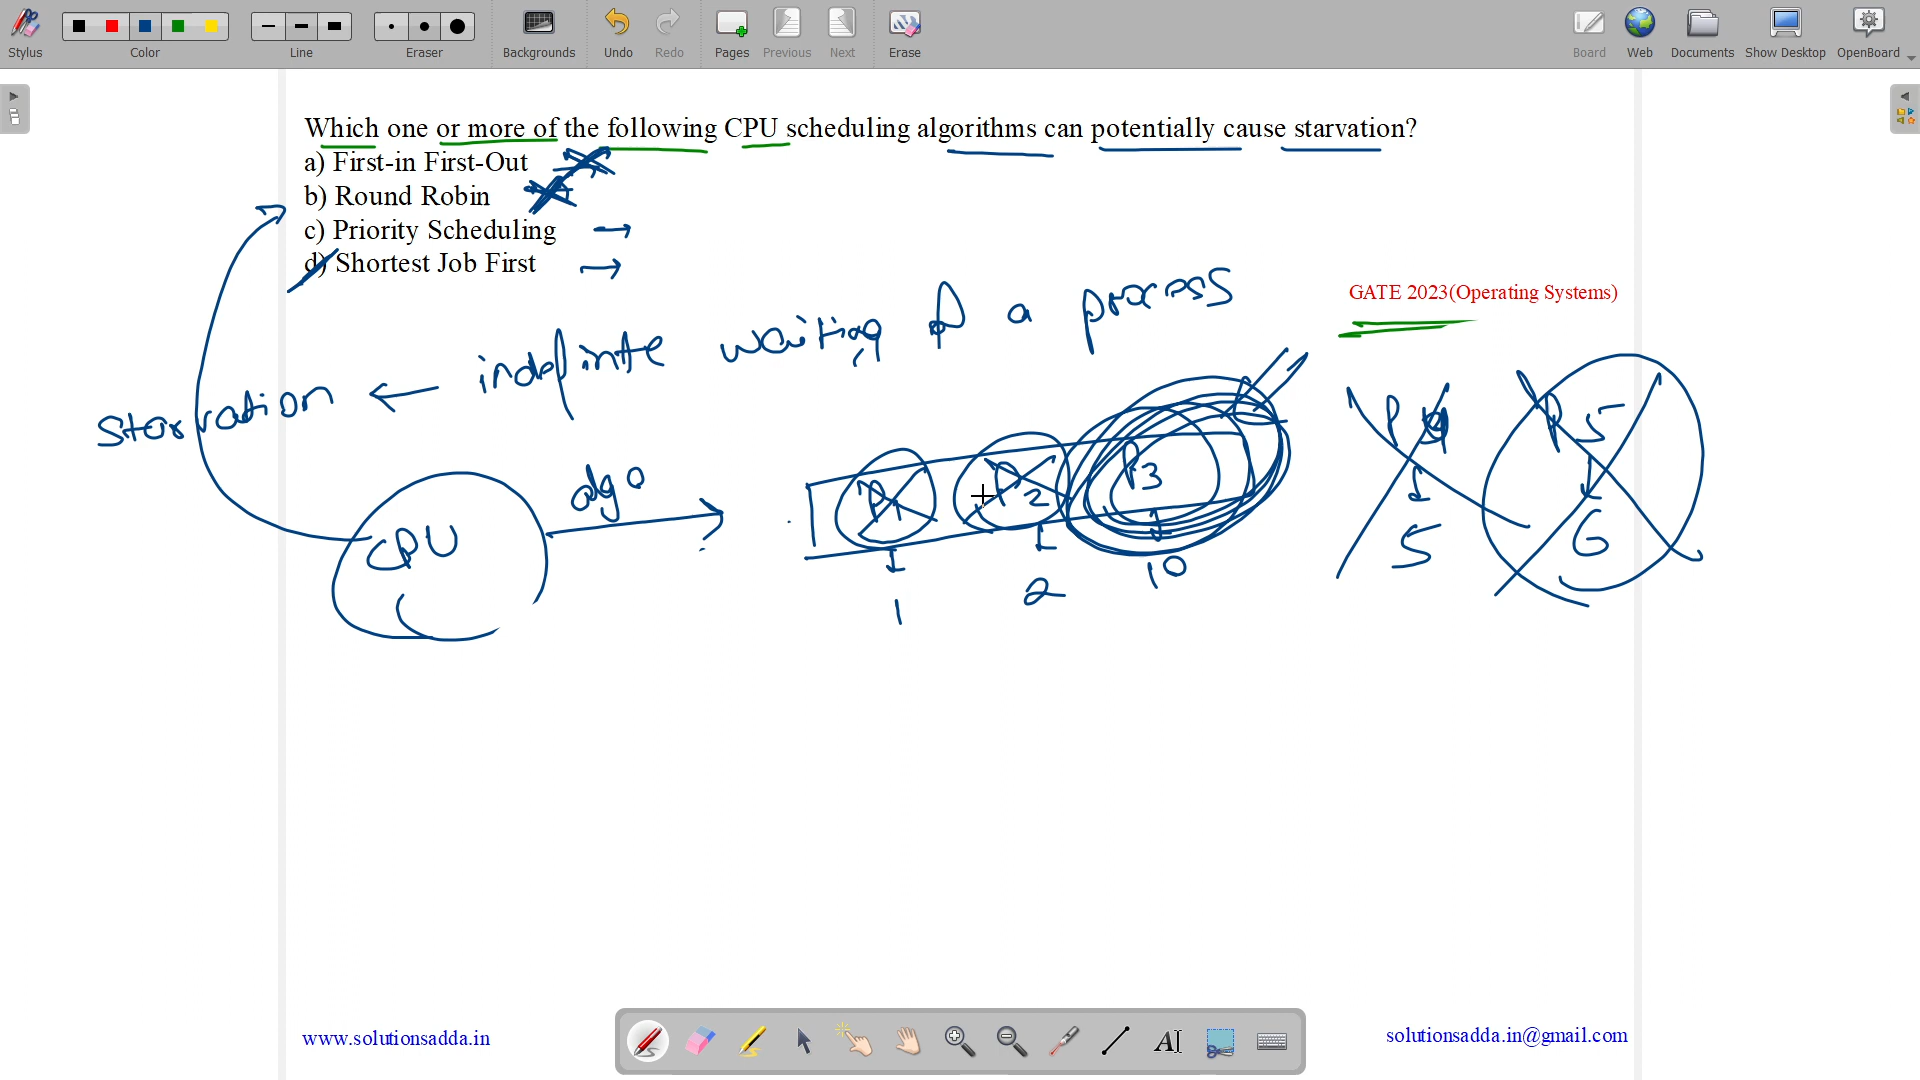 Stylus Color Line Eraser Backgrounds Undo Redo Pages Previous Next Erase Board Web Documents Show Desktop OpenBoard
Which one or more of the following CPU scheduling algorithms can potentially cause starvation?
a) First-in First-Out
b) Round Robin
c) Priority Scheduling
d) Shortest Job First
GATE 2023(Operating Systems)
indefinite waiting of a process
starvation
CPU algo P1 P2 P3 P4 P5
1 2 10 5 6
www.solutionsadda.in
solutionsadda.in@gmail.com